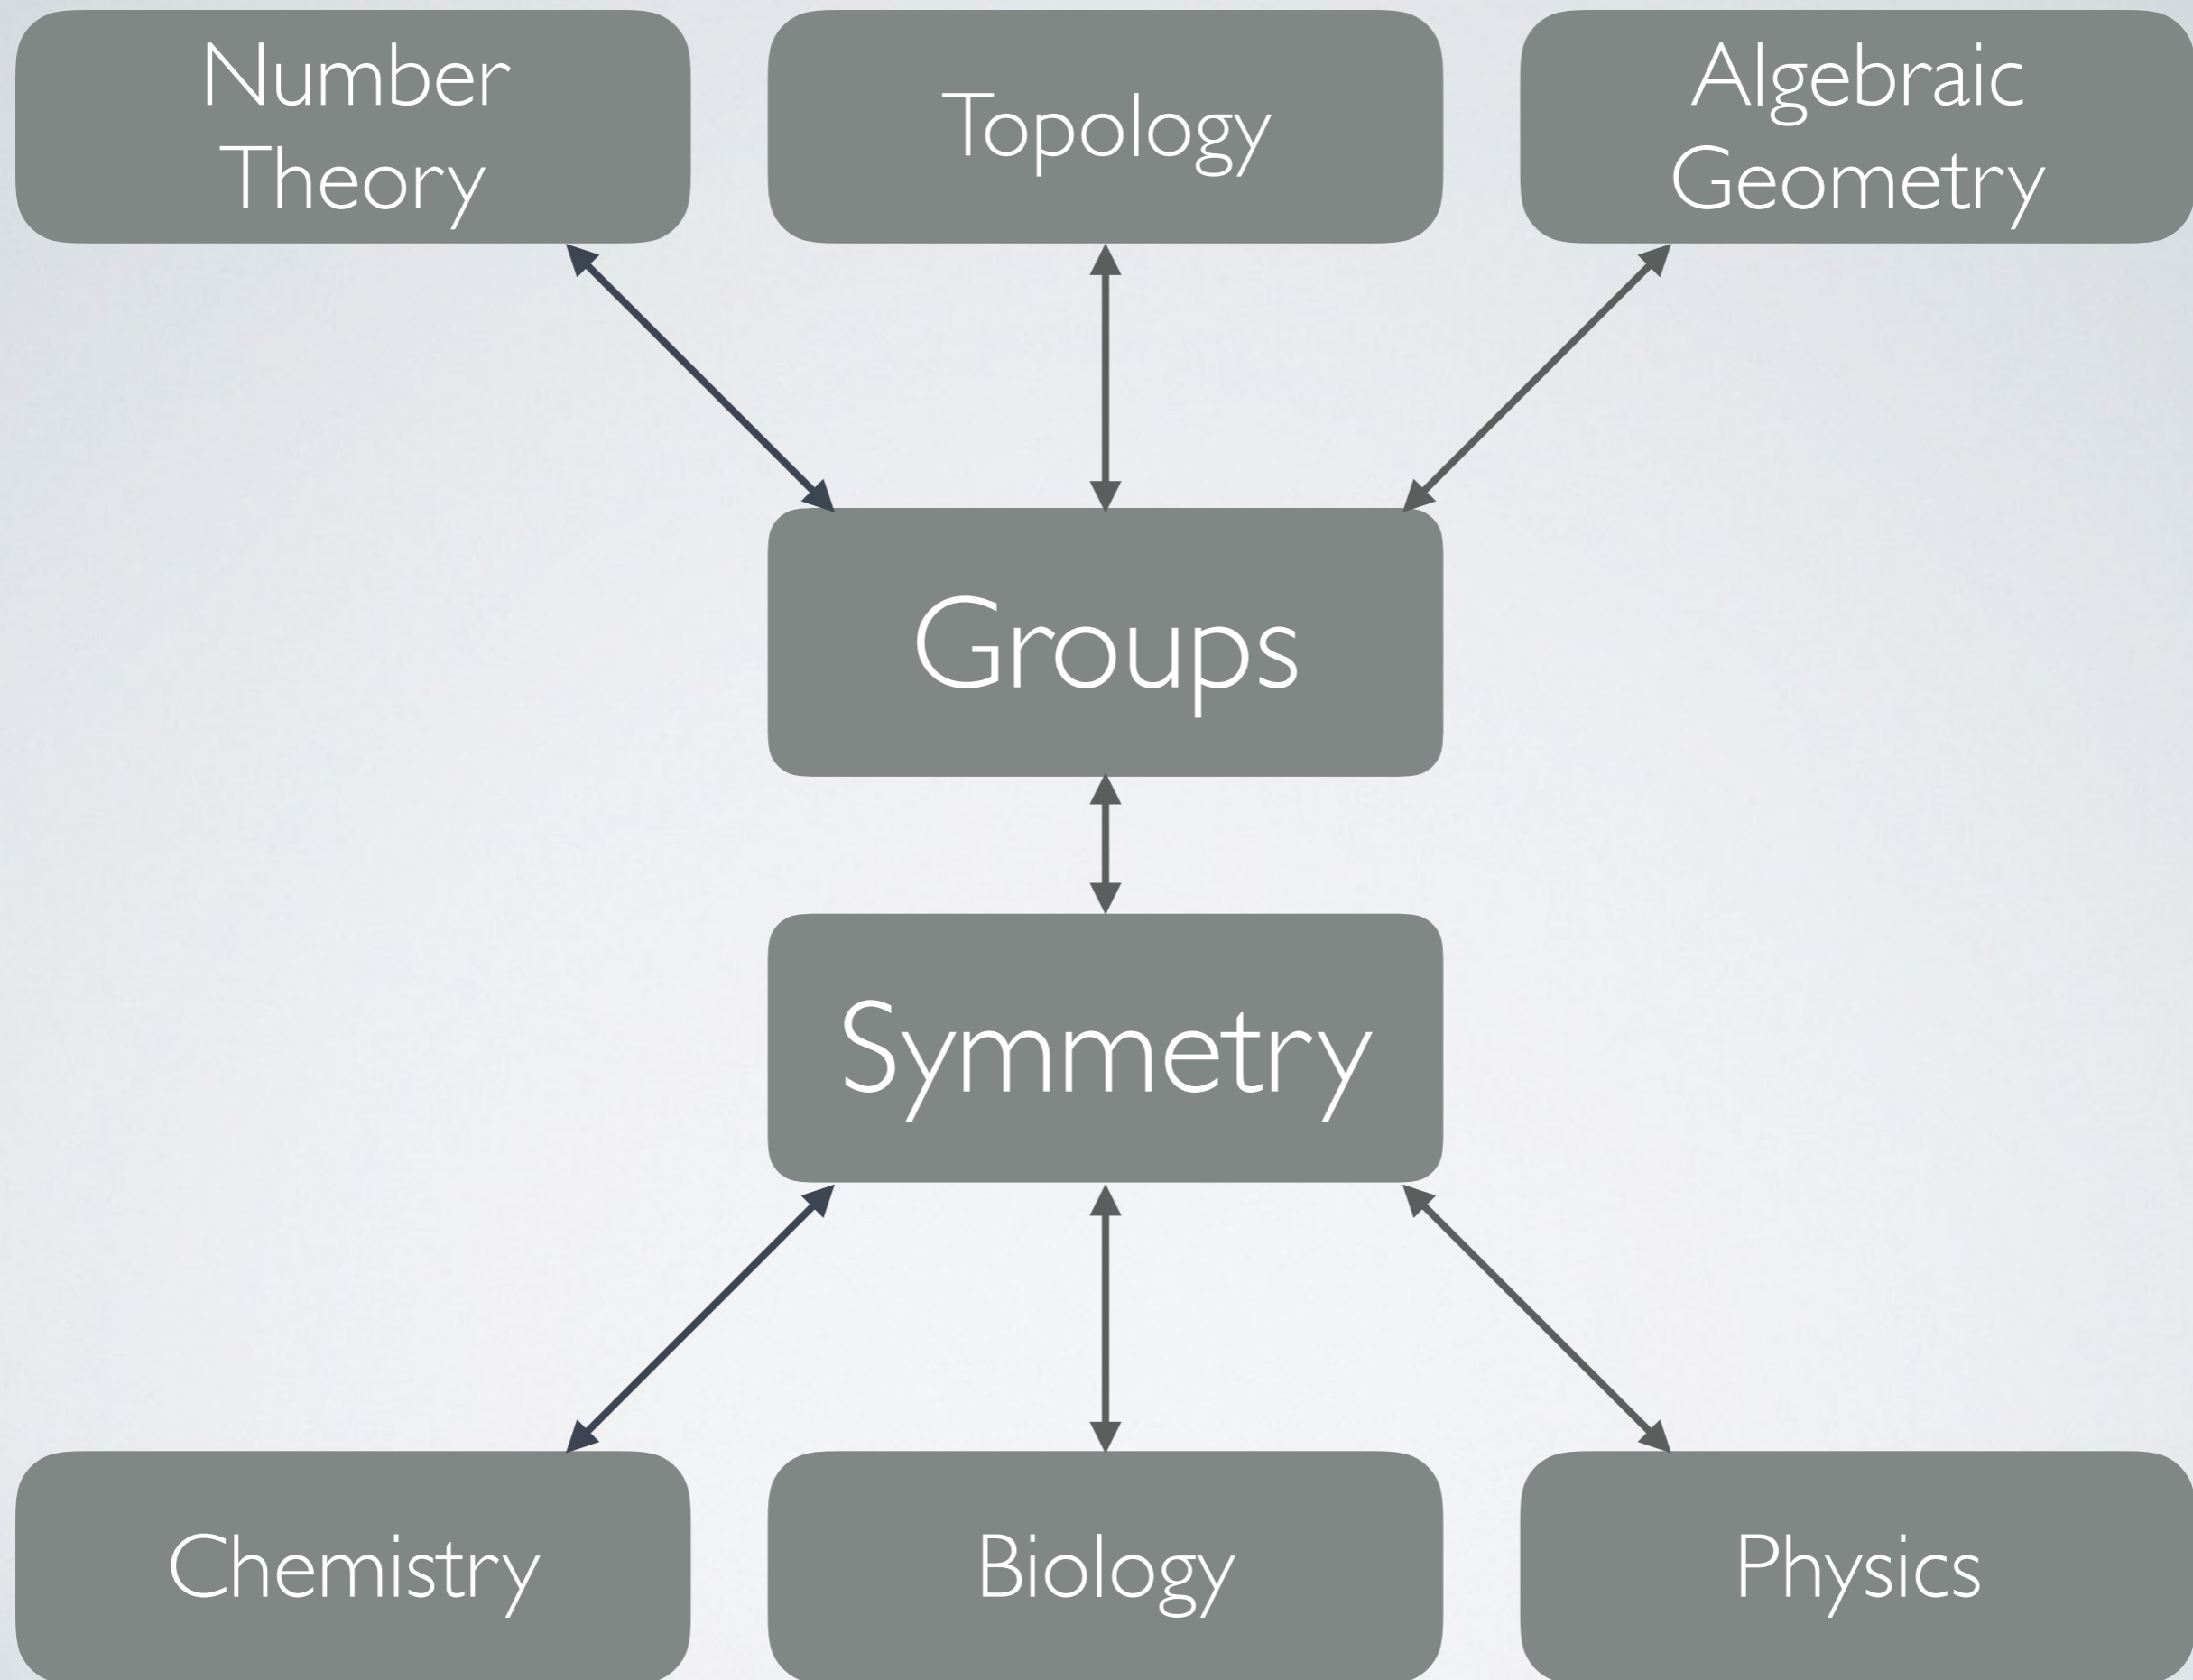 Number
Theory
Topology
Algebraic
Geometry
Groups
Symmetry
Chemistry
Biology
Physics